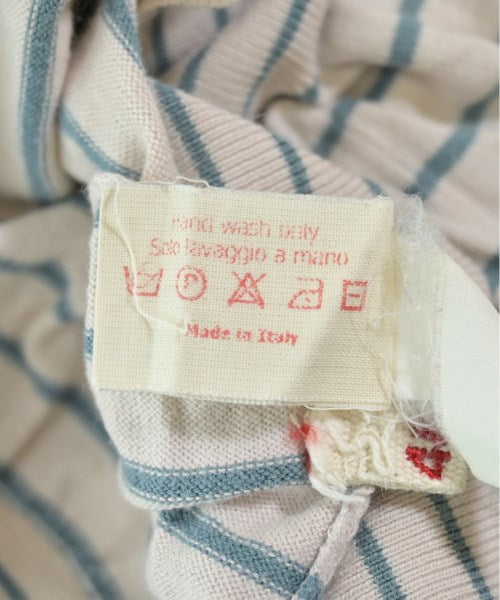 Hand wash only
Solo lavaggio a mano
Made in Italy